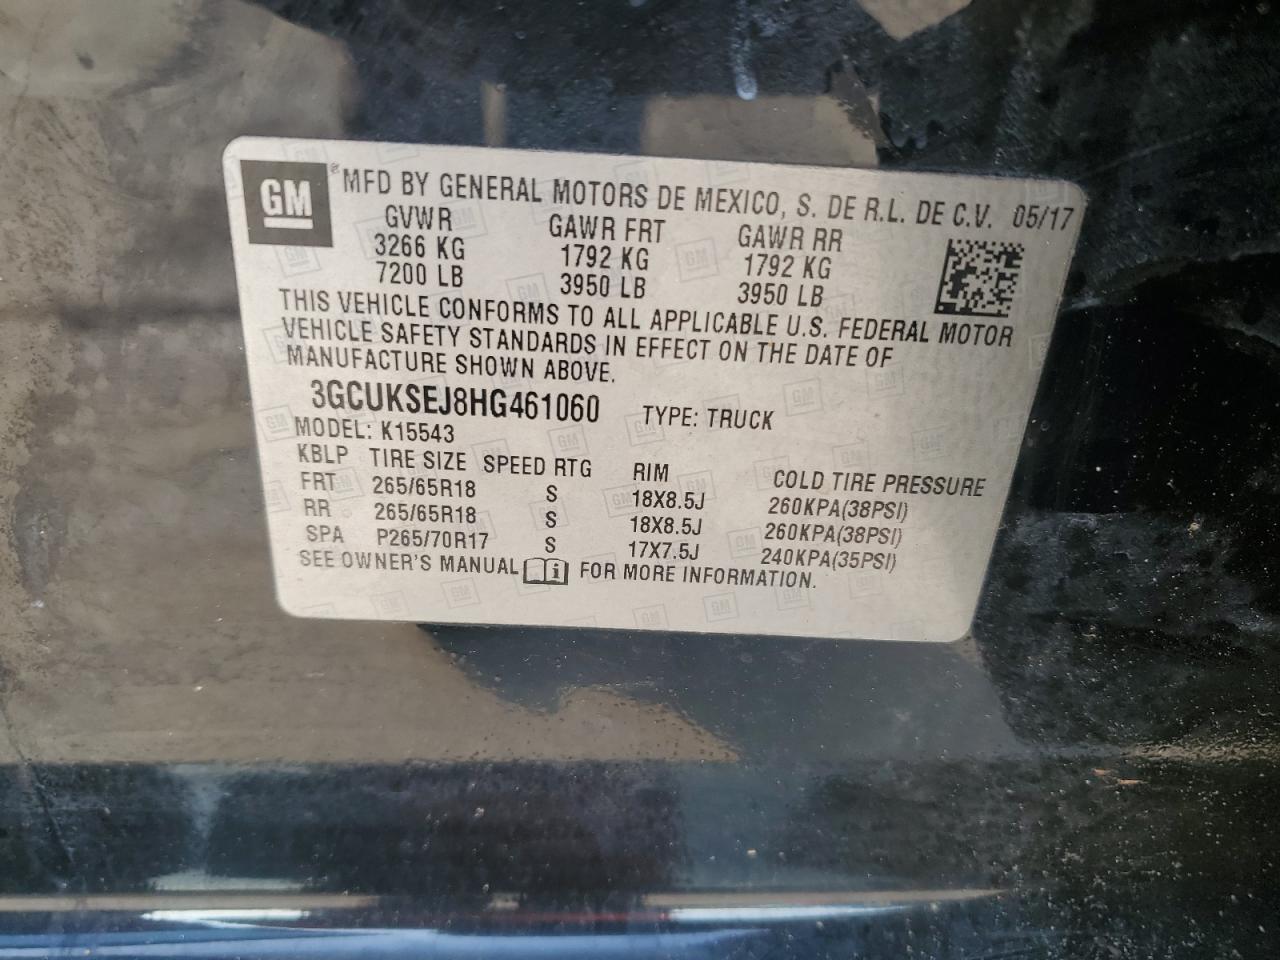 GM
® MFD BY GENERAL MOTORS DE MEXICO, S. DE R.L. DE C.V. 05/17
GVWR GAWR FRT GAWR RR
3266 KG 1792 KG 1792 KG
7200 LB 3950 LB 3950 LB
THIS VEHICLE CONFORMS TO ALL APPLICABLE U.S. FEDERAL MOTOR
VEHICLE SAFETY STANDARDS IN EFFECT ON THE DATE OF
MANUFACTURE SHOWN ABOVE.
3GCUKSEJ8HG461060 TYPE: TRUCK
MODEL: K15543
KBLP TIRE SIZE SPEED RTG RIM COLD TIRE PRESSURE
FRT 265/65R18 S 18X8.5J 260KPA(38PSI)
RR 265/65R18 S 18X8.5J 260KPA(38PSI)
SPA P265/70R17 S 17X7.5J 240KPA(35PSI)
SEE OWNER'S MANUAL i FOR MORE INFORMATION.